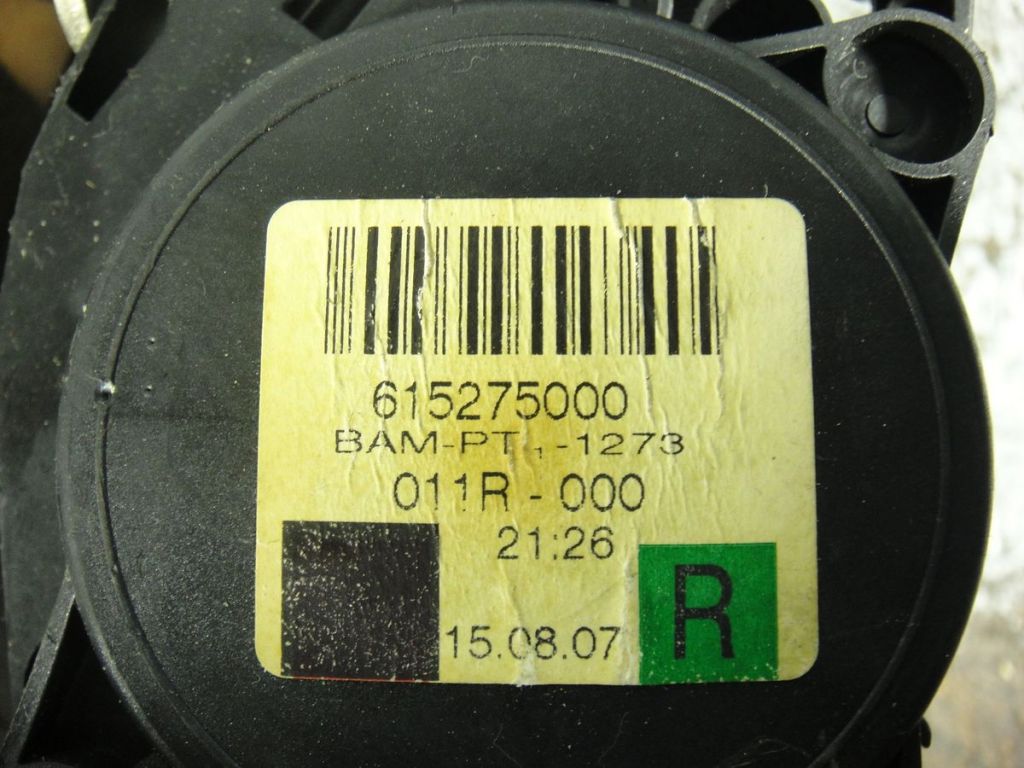 615275000
BAM-PT₁-1273
011R - 000
21:26
15.08.07
R